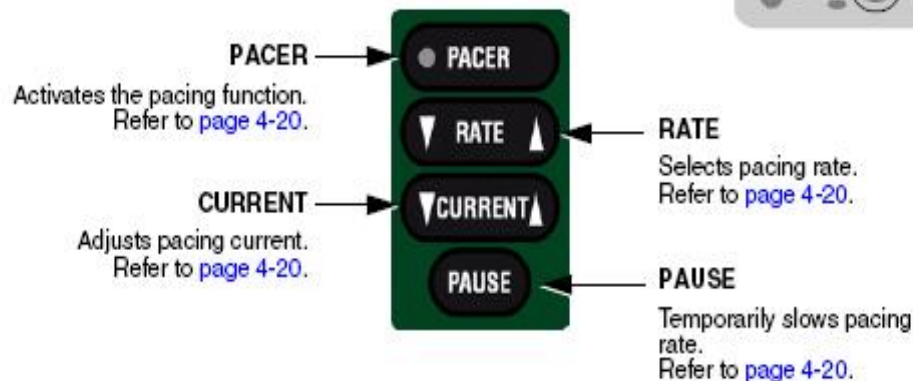 PACER
Activates the pacing function.
Refer to page 4-20.
CURRENT
Adjusts pacing current.
Refer to page 4-20.
PACER
RATE
CURRENT
PAUSE
RATE
Selects pacing rate.
Refer to page 4-20.
PAUSE
Temporarily slows pacing
rate.
Refer to page 4-20.